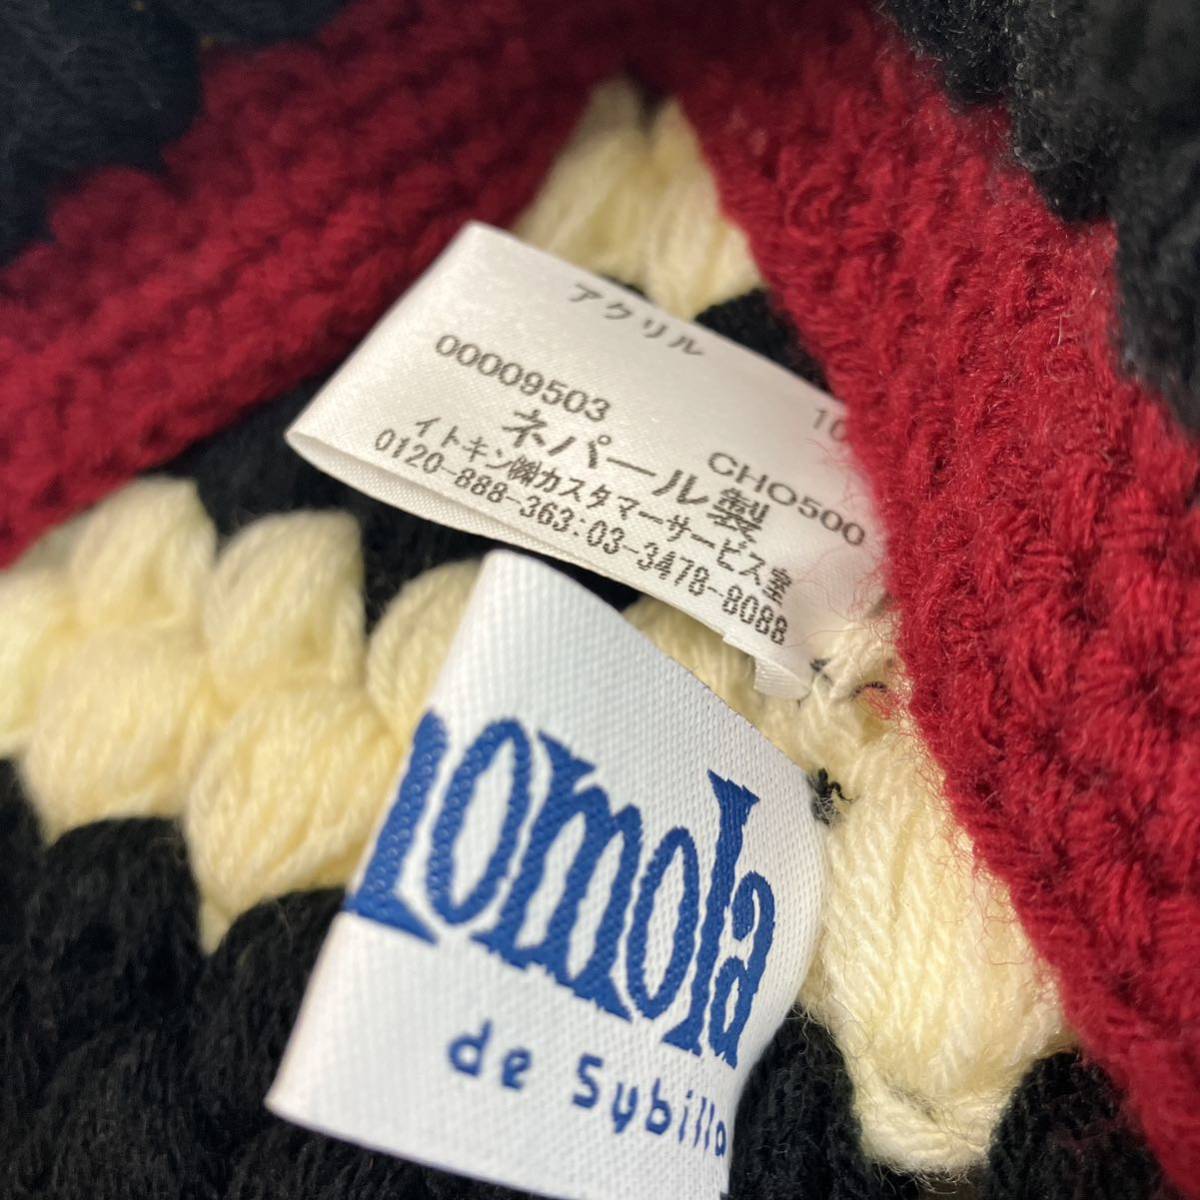 アクリル 10
00009503 CHO500
ネパール製
イトキン㈱カスタマーサービス室
0120-888-363:03-3478-8088
Jocomomola
de Sybilla